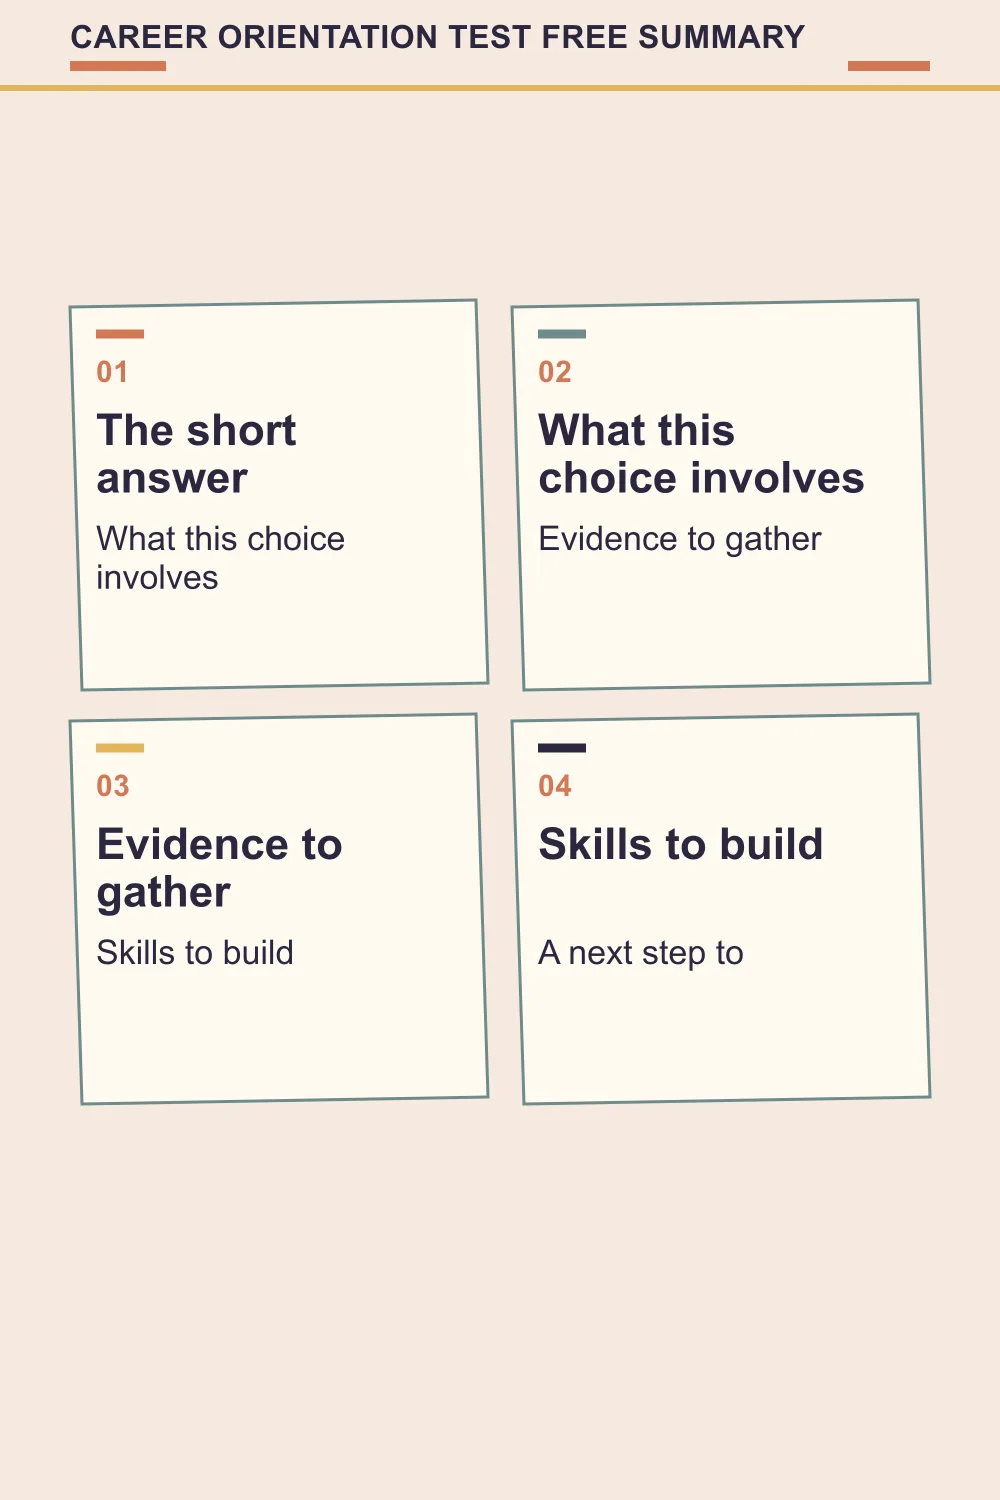 CAREER ORIENTATION TEST FREE SUMMARY
01
The short
answer
What this choice
involves
02
What this
choice involves
Evidence to gather
03
Evidence to
gather
Skills to build
04
Skills to build
A next step to